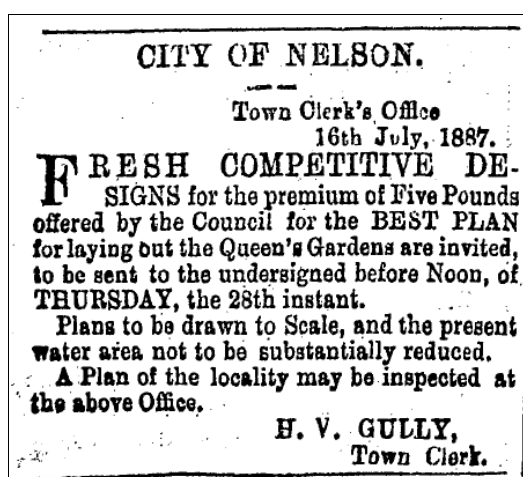 CITY OF NELSON.
Town Clerk's Office
16th July, 1887.
FRESH COMPETITIVE DE-
SIGNS for the premium of Five Pounds
offered by the Council for the BEST PLAN
for laying out the Queen's Gardens are invited,
to be sent to the undersigned before Noon, of
THURSDAY, the 28th instant.
Plans to be drawn to Scale, and the present
water area not to be substantially reduced.
A Plan of the locality may be inspected at
the above Office.
H. V. GULLY,
Town Clerk.